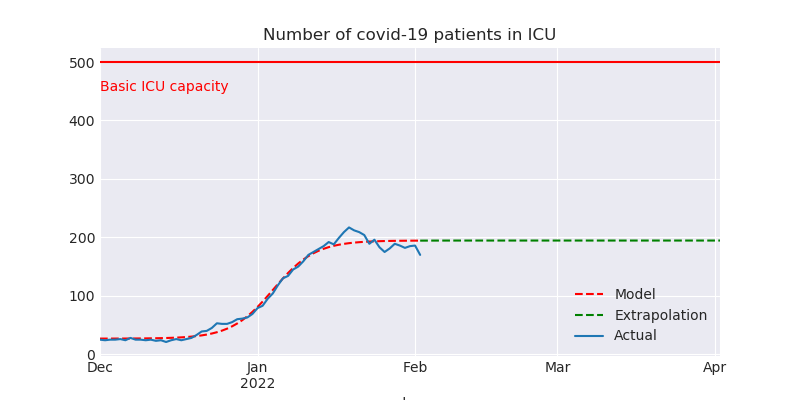 Number of covid-19 patients in ICU
500
Basic ICU capacity
400
300
200
100
0
Model
Extrapolation
Actual
Dec
Jan
Feb
Mar
Apr
2022